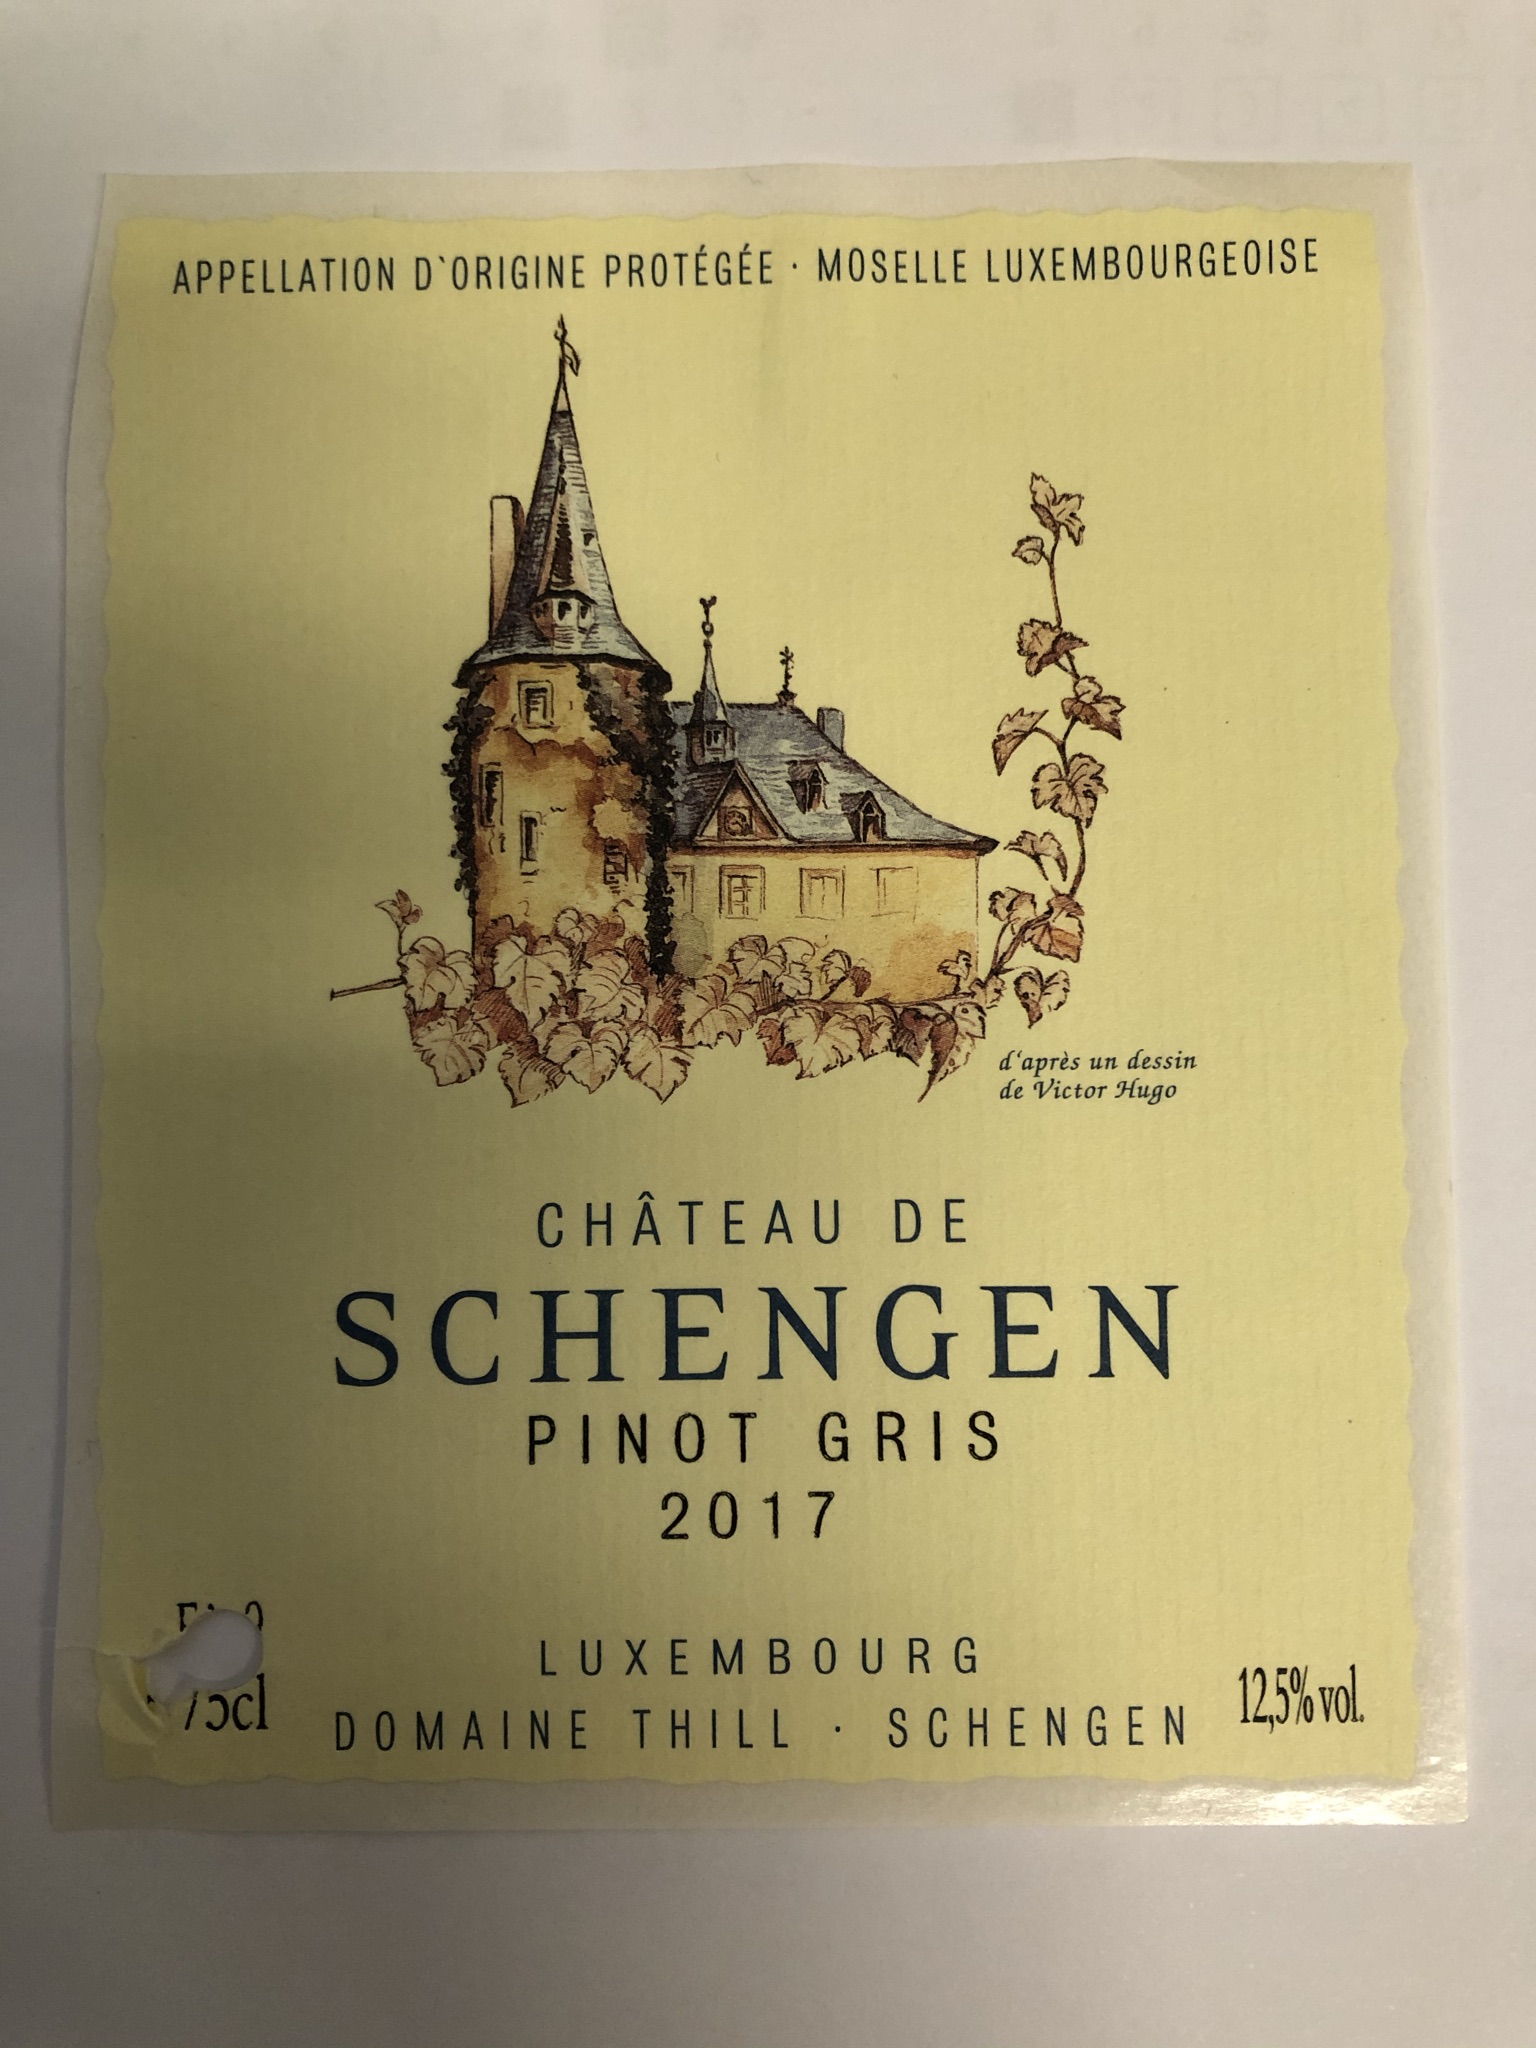 APPELLATION D`ORIGINE PROTÉGÉE · MOSELLE LUXEMBOURGEOISE
d‘après un dessin
de Victor Hugo
CHÂTEAU DE
SCHENGEN
PINOT GRIS
2017
75cl
LUXEMBOURG
DOMAINE THILL · SCHENGEN
12,5% vol.